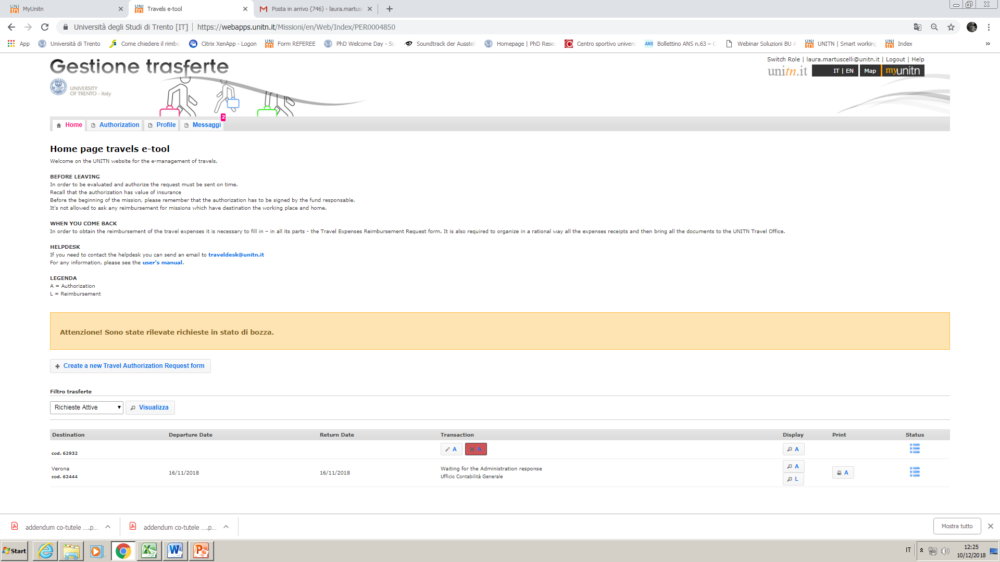 MyUnitn
Travels e-tool
Posta in arrivo (746) - laura.martus
Università degli Studi di Trento [IT]
https://webapps.unitn.it/Missioni/en/Web/Index/PER0004850
App
Università di Trento
Come chiedere il rimbo
Citrix XenApp - Logon
Form REFEREE
PhD Welcome Day - Sc
Soundtrack der Ausstel
Homepage | PhD Rese
Centro sportivo univers
Bollettino ANS n.63 – G
Webinar Soluzioni BU A
UNITN | Smart working
Index
»
Gestione trasferte
Switch Role | laura.martuscelli@unitn.it | Logout | Help
unitn.it
IT | EN
Map
myunitn
UNIVERSITY
OF TRENTO - Italy
2
Home
Authorization
Profile
Messaggi
Home page travels e-tool
Welcome on the UNITN website for the e-management of travels.
BEFORE LEAVING
In order to be evaluated and authorize the request must be sent on time.
Recall that the authorization has value of insurance
Before the beginning of the mission, please remember that the authorization has to be signed by the fund responsable.
It's not allowed to ask any reimbursement for missions which have destination the working place and home.
WHEN YOU COME BACK
In order to obtain the reimbursement of the travel expenses it is necessary to fill in – in all its parts - the Travel Expenses Reimbursement Request form. It is also required to organize in a rational way all the expenses receipts and then bring all the documents to the UNITN Travel Office.
HELPDESK
If you need to contact the helpdesk you can send an email to traveldesk@unitn.it
For any information, please see the user's manual.
LEGENDA
A = Authorization
L = Reimbursement
Attenzione! Sono state rilevate richieste in stato di bozza.
Create a new Travel Authorization Request form
Filtro trasferte
Richieste Attive
Visualizza
Destination Departure Date Return Date Transaction Display Print Status
cod. 62932
A
A
A
Verona
cod. 62444
16/11/2018
16/11/2018
Waiting for the Administration response
Ufficio Contabilità Generale
A
L
A
addendum co-tutele ....p...
addendum co-tutele ....p...
Mostra tutto
Start
IT
12:25
10/12/2018